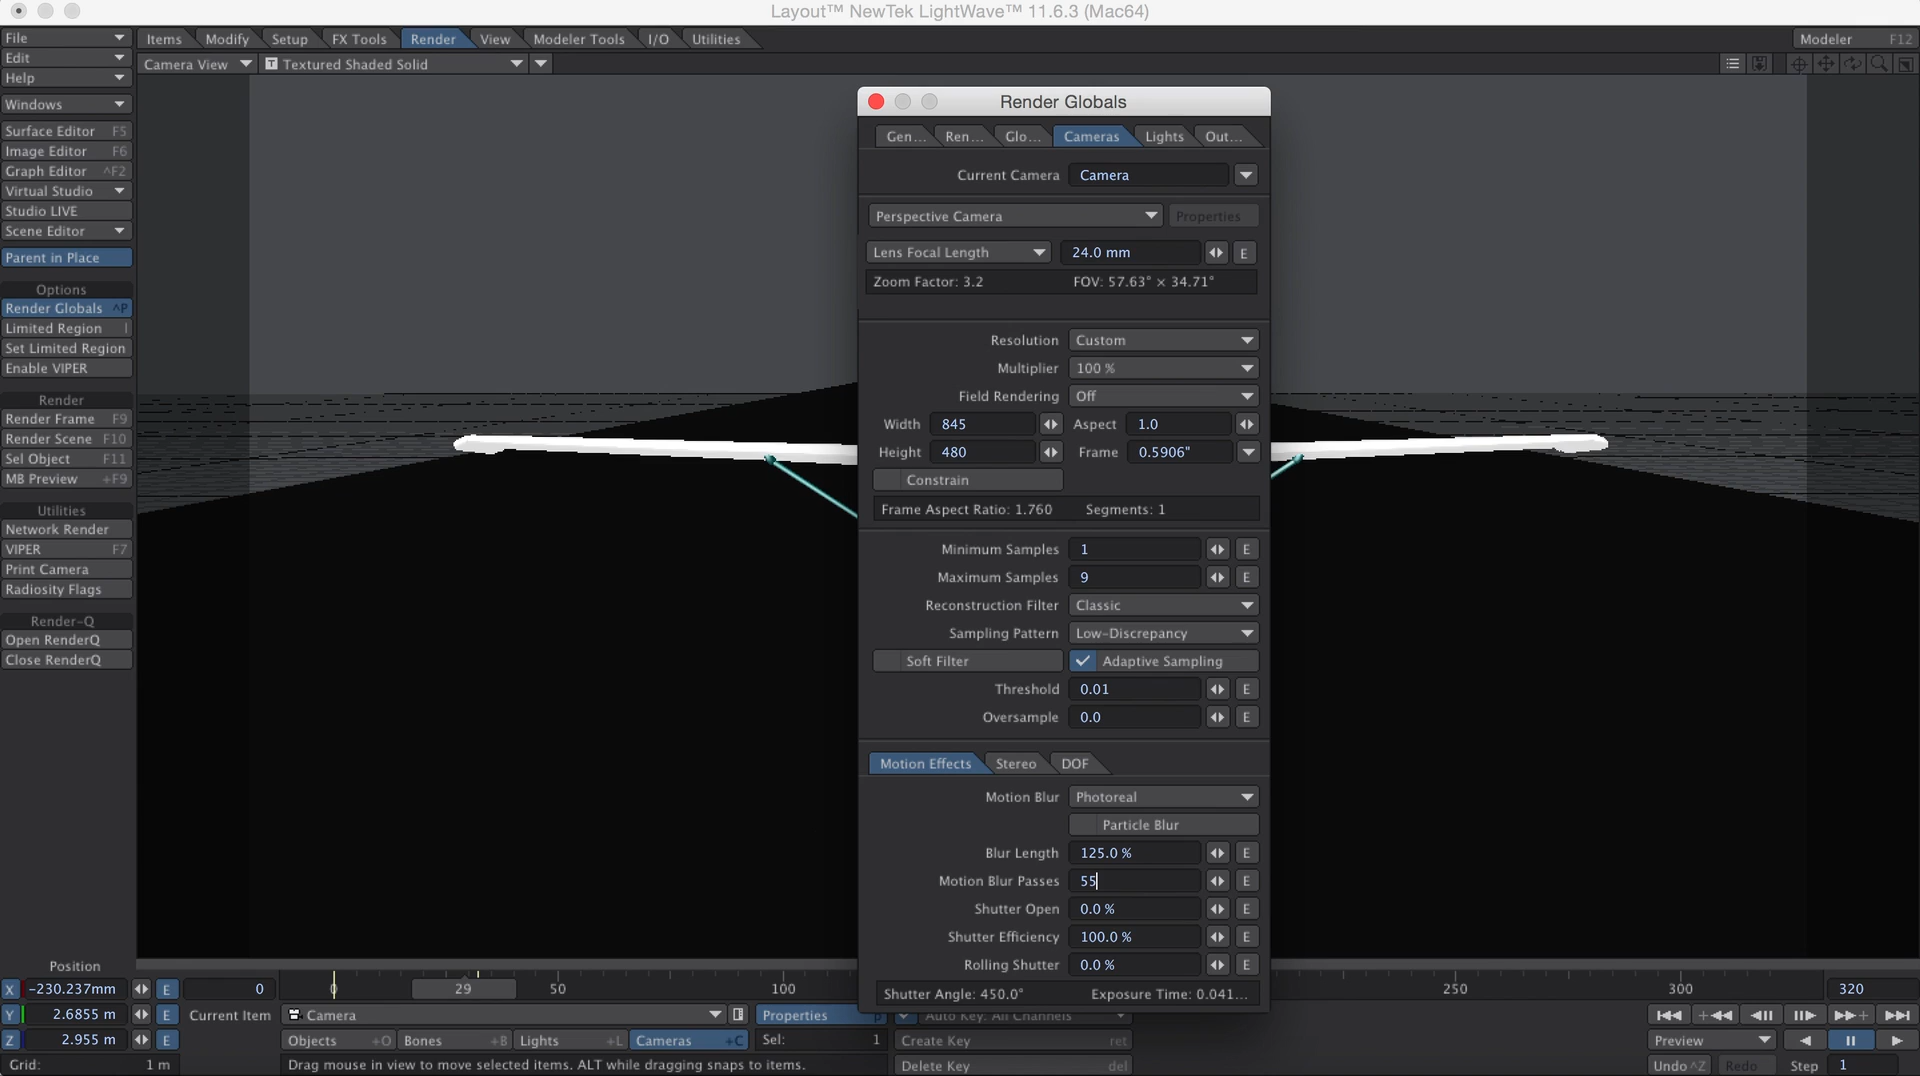 Layout™ NewTek LightWave™ 11.6.3 (Mac64)
File
Edit
Help
Items Modify Setup FX Tools Render View Modeler Tools I/O Utilities
Modeler F12
Camera View
T Textured Shaded Solid
Windows
Surface Editor F5
Image Editor F6
Graph Editor ^F2
Virtual Studio
Studio LIVE
Scene Editor
Parent in Place
Options
Render Globals ^P
Limited Region l
Set Limited Region
Enable VIPER
Render
Render Frame F9
Render Scene F10
Sel Object F11
MB Preview +F9
Utilities
Network Render
VIPER F7
Print Camera
Radiosity Flags
Render-Q
Open RenderQ
Close RenderQ
Render Globals
Gen... Ren... Glo... Cameras Lights Out...
Current Camera Camera
Perspective Camera Properties
Lens Focal Length 24.0 mm E
Zoom Factor: 3.2 FOV: 57.63° × 34.71°
Resolution Custom
Multiplier 100 %
Field Rendering Off
Width 845 Aspect 1.0
Height 480 Frame 0.5906"
Constrain
Frame Aspect Ratio: 1.760 Segments: 1
Minimum Samples 1 E
Maximum Samples 9 E
Reconstruction Filter Classic
Sampling Pattern Low-Discrepancy
Soft Filter Adaptive Sampling
Threshold 0.01 E
Oversample 0.0 E
Motion Effects Stereo DOF
Motion Blur Photoreal
Particle Blur
Blur Length 125.0 % E
Motion Blur Passes 55 E
Shutter Open 0.0 % E
Shutter Efficiency 100.0 % E
Rolling Shutter 0.0 % E
Shutter Angle: 450.0° Exposure Time: 0.041...
Position
X -230.237mm E 0
0 29 50 100 250 300 320
Y 2.6855 m E Current Item Camera Properties p Auto Key: All Channels
Z 2.955 m E Objects +O Bones +B Lights +L Cameras +C Sel: 1 Create Key ret
Preview
Grid: 1 m Drag mouse in view to move selected items. ALT while dragging snaps to items. Delete Key del
Undo ^Z Redo Step 1